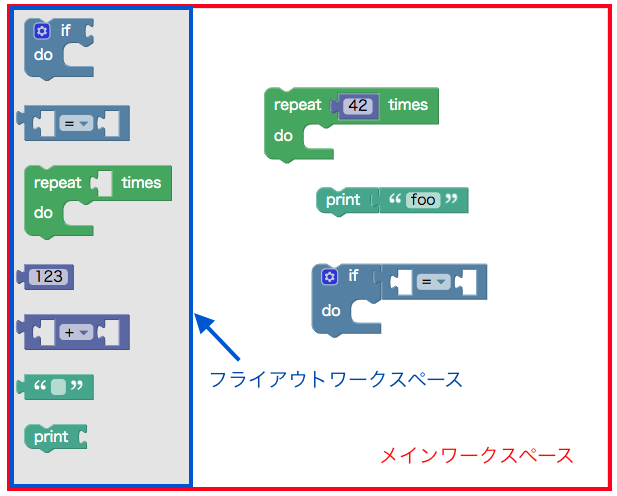 if
do
=
repeat times
do
123
+
“ ”
print
repeat 42 times
do
print “ foo ”
if =
do
フライアウトワークスペース
メインワークスペース